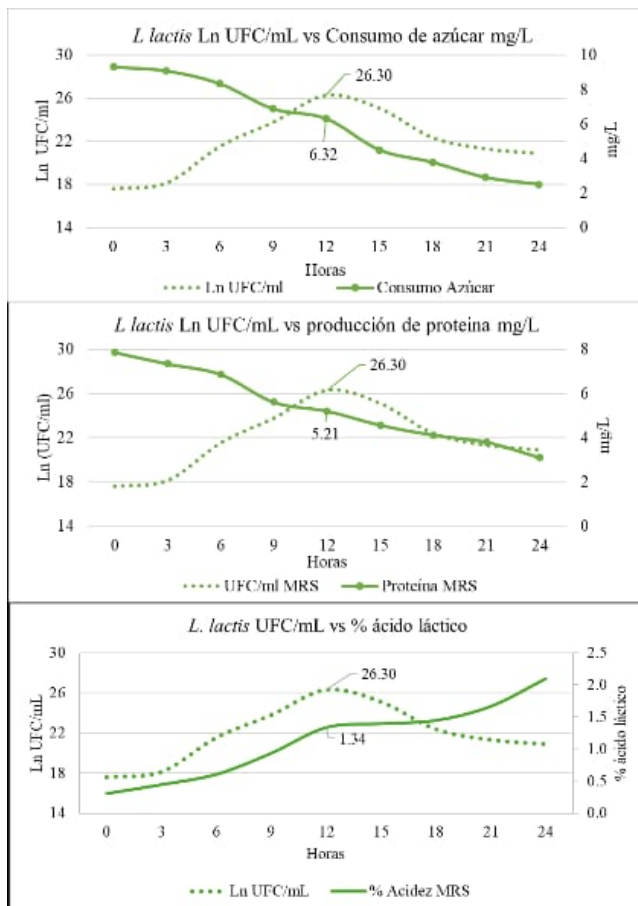 L lactis Ln UFC/mL vs Consumo de azúcar mg/L
30 10
26.30
26 8
Ln UFC/ml 22 6 mg/L
6.32
4
18 2
14 0
0 3 6 9 12 15 18 21 24
Horas
Ln UFC/ml Consumo Azúcar
L lactis Ln UFC/mL vs producción de proteina mg/L
30 8
26.30
26 6
Ln (UFC/ml) 22 4 mg/L
5.21
18 2
14 0
0 3 6 9 12 15 18 21 24
Horas
UFC/ml MRS Proteína MRS
L. lactis UFC/mL vs % ácido láctico
30 2.5
26.30
26 2.0
Ln UFC/mL 22 1.5 % ácido láctico
1.34
1.0
18 0.5
14 0.0
0 3 6 9 12 15 18 21 24
Horas
Ln UFC/mL % Acidez MRS